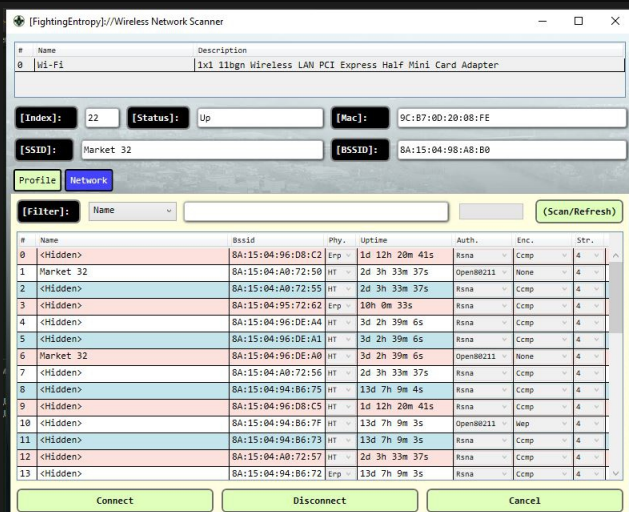 [FightingEntropy]://Wireless Network Scanner
# Name Description
0 Wi-Fi 1x1 11bgn Wireless LAN PCI Express Half Mini Card Adapter
[Index]: 22 [Status]: Up [Mac]: 9C:B7:0D:20:08:FE
[SSID]: Market 32 [BSSID]: 8A:15:04:98:A8:B0
Profile Network
[Filter]: Name (Scan/Refresh)
# Name Bssid Phy. Uptime Auth. Enc. Str.
0 <Hidden> 8A:15:04:96:D8:C2 Erp 1d 12h 20m 41s Rsna Ccmp 4
1 Market 32 8A:15:04:A0:72:50 HT 2d 3h 33m 37s Open80211 None 4
2 <Hidden> 8A:15:04:A0:72:55 HT 2d 3h 33m 37s Rsna Ccmp 4
3 <Hidden> 8A:15:04:95:72:62 Erp 10h 0m 33s Rsna Ccmp 4
4 <Hidden> 8A:15:04:96:DE:A4 HT 3d 2h 39m 6s Rsna Ccmp 4
5 <Hidden> 8A:15:04:96:DE:A1 HT 3d 2h 39m 6s Rsna Ccmp 4
6 Market 32 8A:15:04:96:DE:A0 HT 3d 2h 39m 6s Open80211 None 4
7 <Hidden> 8A:15:04:A0:72:56 HT 2d 3h 33m 37s Rsna Ccmp 4
8 <Hidden> 8A:15:04:94:B6:75 HT 13d 7h 9m 4s Rsna Ccmp 4
9 <Hidden> 8A:15:04:96:D8:C5 HT 1d 12h 20m 41s Rsna Ccmp 4
10 <Hidden> 8A:15:04:94:B6:7F HT 13d 7h 9m 3s Open80211 Wep 4
11 <Hidden> 8A:15:04:94:B6:73 HT 13d 7h 9m 3s Rsna Ccmp 4
12 <Hidden> 8A:15:04:A0:72:57 HT 2d 3h 33m 37s Rsna Ccmp 4
13 <Hidden> 8A:15:04:94:B6:72 Erp 13d 7h 9m 3s Rsna Ccmp 4
Connect Disconnect Cancel